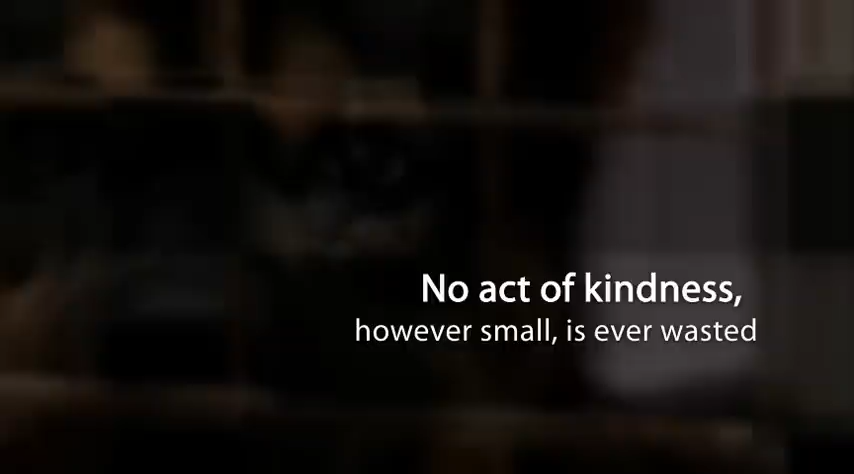 No act of kindness,
however small, is ever wasted